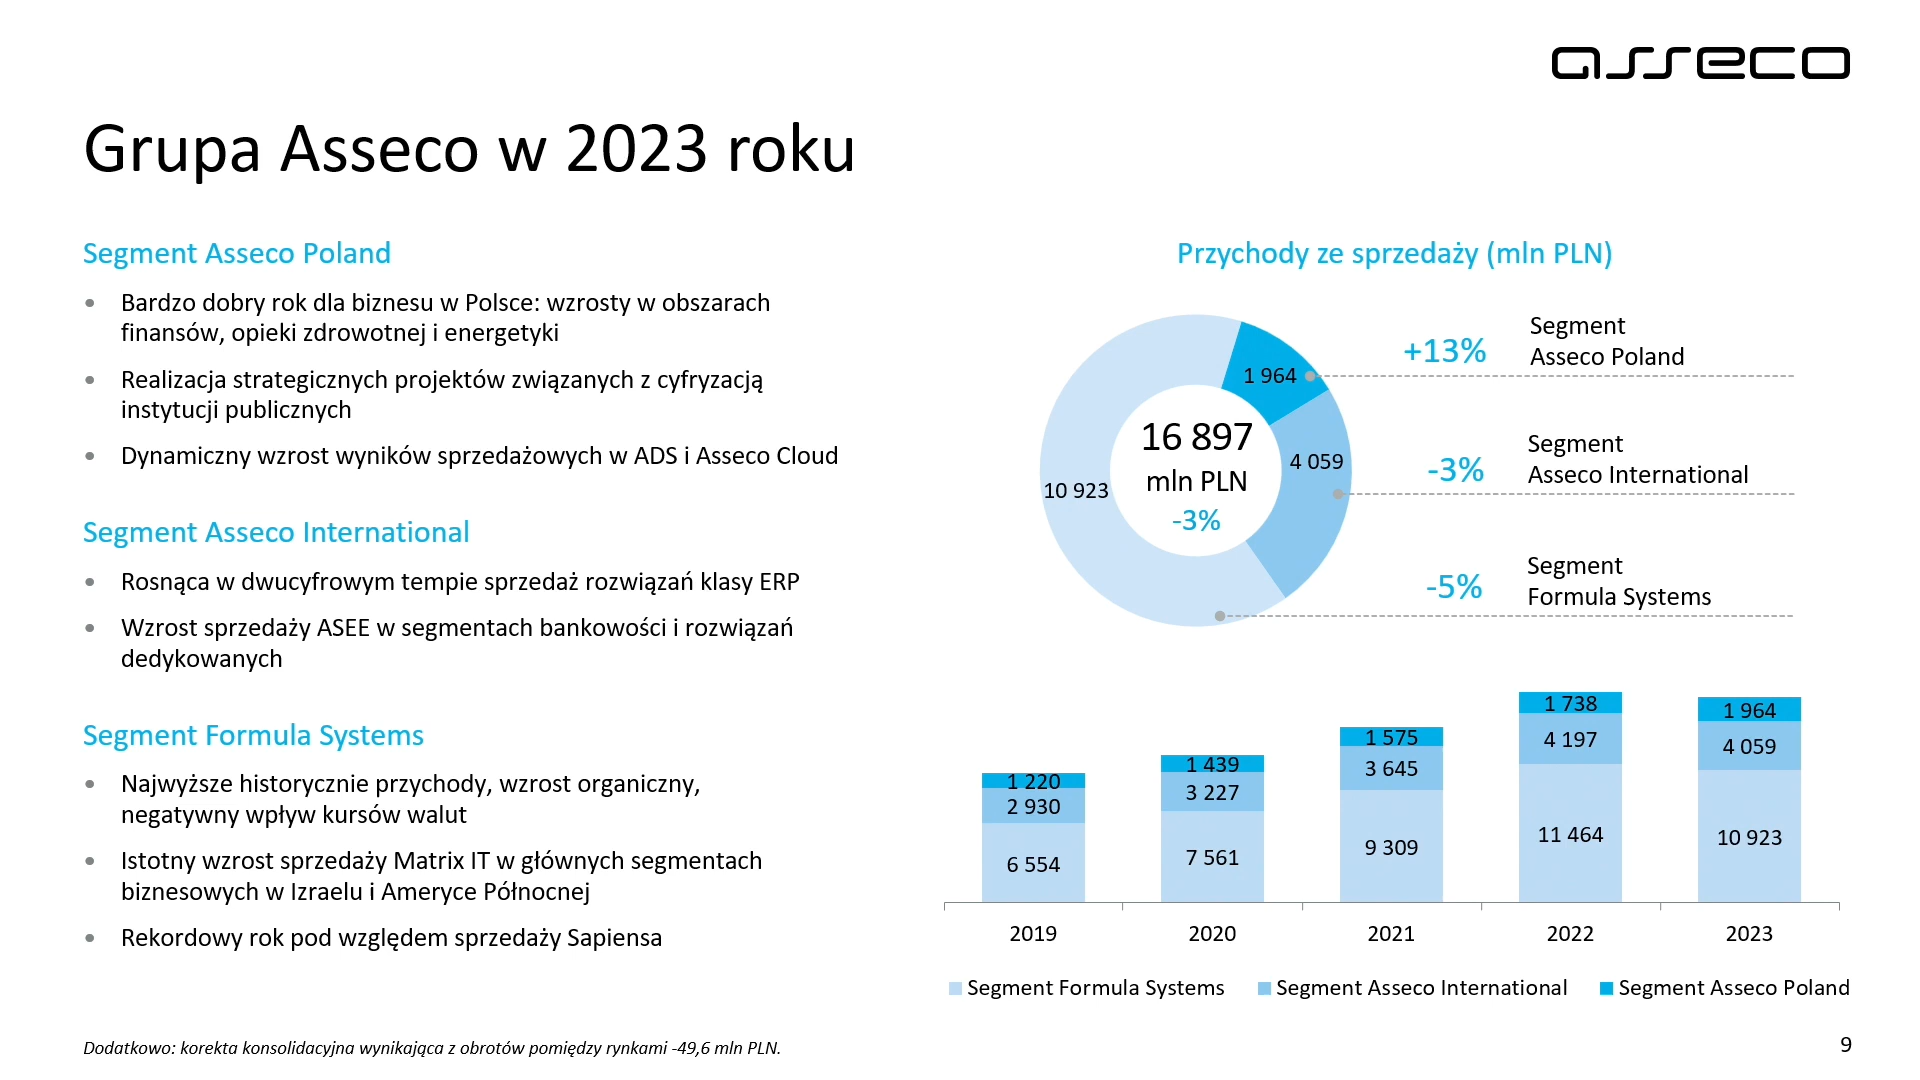 asseco
Grupa Asseco w 2023 roku
Segment Asseco Poland
• Bardzo dobry rok dla biznesu w Polsce: wzrosty w obszarach
finansów, opieki zdrowotnej i energetyki
• Realizacja strategicznych projektów związanych z cyfryzacją
instytucji publicznych
• Dynamiczny wzrost wyników sprzedażowych w ADS i Asseco Cloud
Segment Asseco International
• Rosnąca w dwucyfrowym tempie sprzedaż rozwiązań klasy ERP
• Wzrost sprzedaży ASEE w segmentach bankowości i rozwiązań
dedykowanych
Segment Formula Systems
• Najwyższe historycznie przychody, wzrost organiczny,
negatywny wpływ kursów walut
• Istotny wzrost sprzedaży Matrix IT w głównych segmentach
biznesowych w Izraelu i Ameryce Północnej
• Rekordowy rok pod względem sprzedaży Sapiensa
Przychody ze sprzedaży (mln PLN)
1 964
4 059
10 923
16 897
mln PLN
-3%
+13%
Segment
Asseco Poland
-3%
Segment
Asseco International
-5%
Segment
Formula Systems
1 220
2 930
6 554
1 439
3 227
7 561
1 575
3 645
9 309
1 738
4 197
11 464
1 964
4 059
10 923
2019 2020 2021 2022 2023
Segment Formula Systems Segment Asseco International Segment Asseco Poland
Dodatkowo: korekta konsolidacyjna wynikająca z obrotów pomiędzy rynkami -49,6 mln PLN.
9